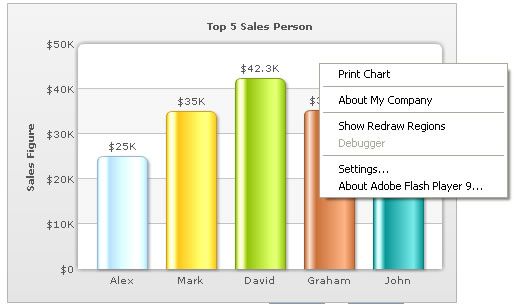 Top 5 Sales Person
Sales Figure
$50K
$40K
$30K
$20K
$10K
$0
$25K
$35K
$42.3K
Alex
Mark
David
Graham
John
Print Chart
About My Company
Show Redraw Regions
Debugger
Settings...
About Adobe Flash Player 9...